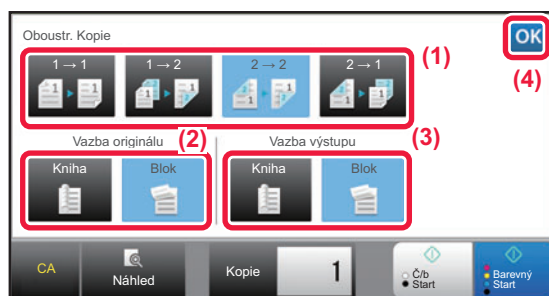 Oboustr. Kopie
OK
(1)
(4)
1 → 1
1 → 2
2 → 2
2 → 1
Vazba originálu
(2)
Vazba výstupu
(3)
Kniha
Blok
Kniha
Blok
CA
Náhled
Kopie
1
Č/b
Start
Barevný
Start